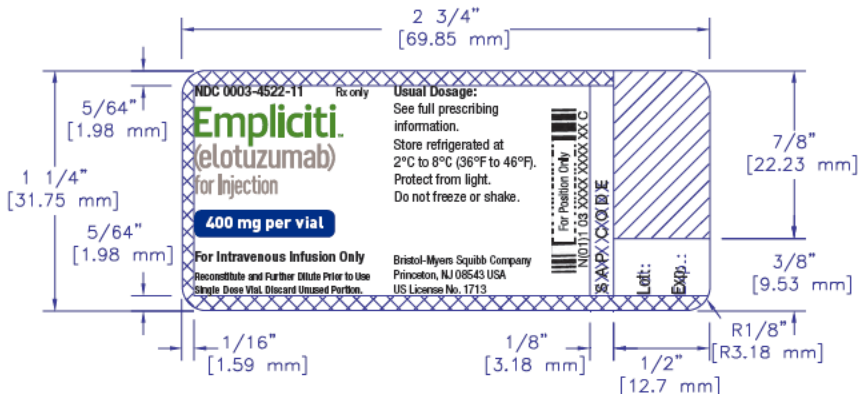 2 3/4"
[69.85 mm]
5/64"
[1.98 mm]
1 1/4"
[31.75 mm]
5/64"
[1.98 mm]
NDC 0003-4522-11 Rx only
Empliciti™
(elotuzumab)
for Injection
400 mg per vial
For Intravenous Infusion Only
Reconstitute and Further Dilute Prior to Use
Single Dose Vial. Discard Unused Portion.
Usual Dosage:
See full prescribing
information.
Store refrigerated at
2°C to 8°C (36°F to 46°F).
Protect from light.
Do not freeze or shake.
Bristol-Myers Squibb Company
Princeton, NJ 08543 USA
US License No. 1713
For Position Only
N(01)1 03 XXXX XXXX XX C
SAP CODE
Lot:
Exp.:
7/8"
[22.23 mm]
3/8"
[9.53 mm]
1/16"
[1.59 mm]
1/8"
[3.18 mm]
1/2"
[12.7 mm]
R1/8"
[R3.18 mm]